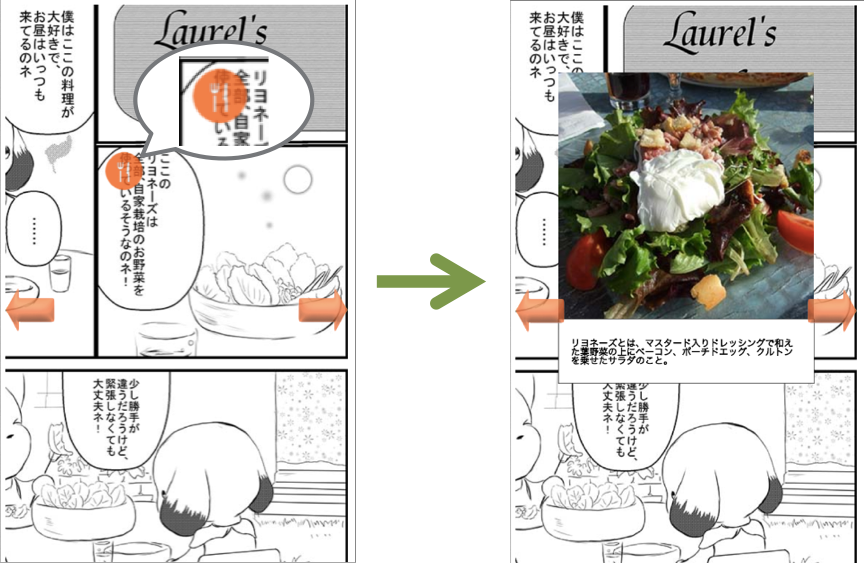 Laurel's
僕はここの料理が
大好きで、
お昼はいっつも
来てるのネ
リヨネー
全部、自家
いる
ここの
リヨネーズは
全部、自家栽培のお野菜を
いるそうなのネ！
……
少し勝手が
違うだろうけど、
緊張しなくても
大丈夫ネ！
Laurel's
僕はここの
大好きで、
お昼はいっつも
来てるのネ
……
リヨネーズとは、マスタード入りドレッシングで和え
た葉野菜の上にベーコン、ポーチドエッグ、クルトン
を乗せたサラダのこと。
少し勝手が
違うだろうけど、
緊張しなくても
大丈夫ネ！